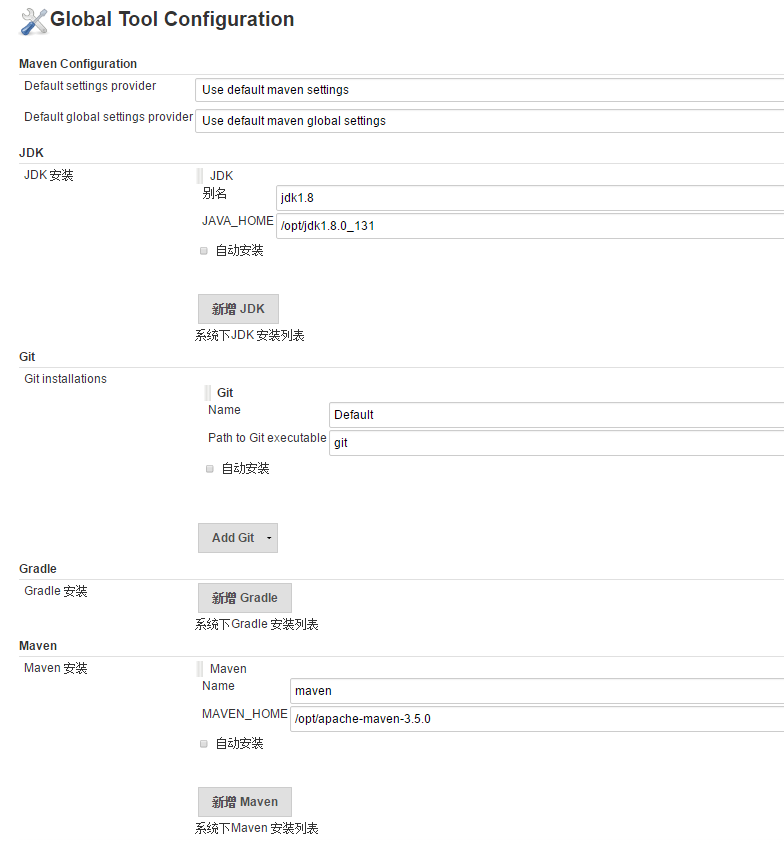 Global Tool Configuration
Maven Configuration
Default settings provider
Use default maven settings
Default global settings provider
Use default maven global settings
JDK
JDK 安装
JDK
别名
jdk1.8
JAVA_HOME
/opt/jdk1.8.0_131
自动安装
新增 JDK
系统下JDK 安装列表
Git
Git installations
Git
Name
Default
Path to Git executable
git
自动安装
Add Git
Gradle
Gradle 安装
新增 Gradle
系统下Gradle 安装列表
Maven
Maven 安装
Maven
Name
maven
MAVEN_HOME
/opt/apache-maven-3.5.0
自动安装
新增 Maven
系统下Maven 安装列表